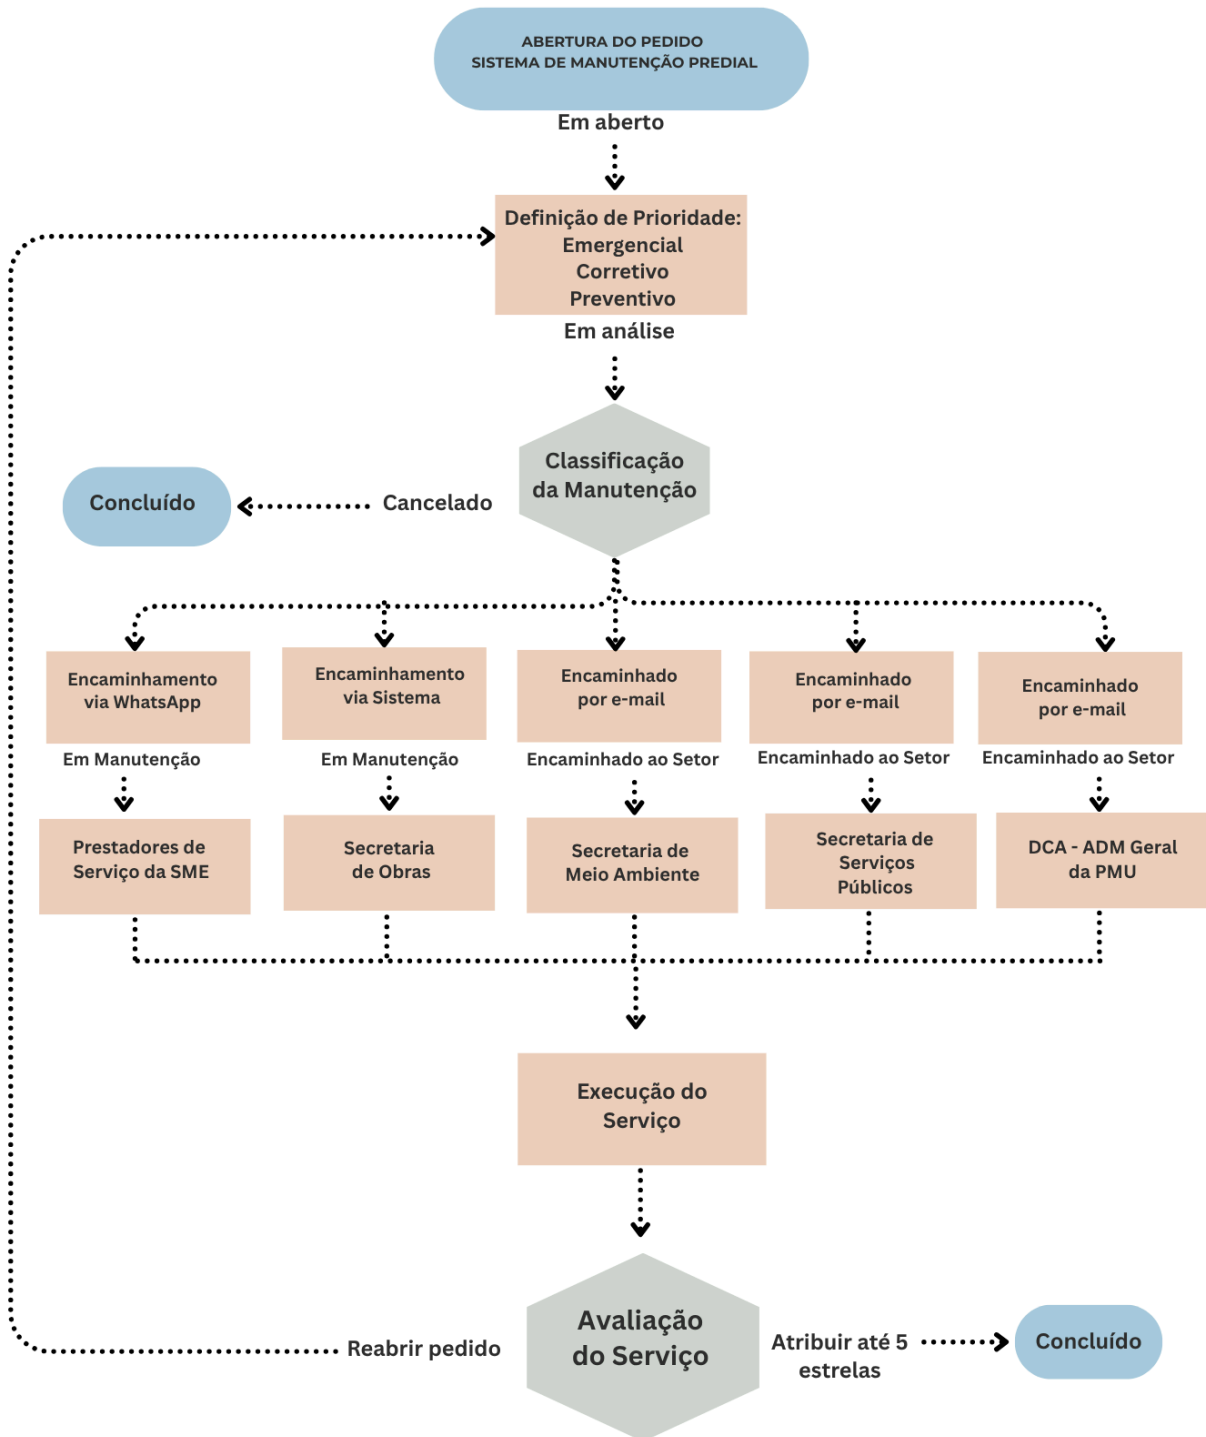 ABERTURA DO PEDIDO
SISTEMA DE MANUTENÇÃO PREDIAL
Em aberto
Definição de Prioridade:
Emergencial
Corretivo
Preventivo
Em análise
Classificação
da Manutenção
Cancelado
Concluído
Encaminhamento
via WhatsApp
Encaminhamento
via Sistema
Encaminhado
por e-mail
Encaminhado
por e-mail
Encaminhado
por e-mail
Em Manutenção
Em Manutenção
Encaminhado ao Setor
Encaminhado ao Setor
Encaminhado ao Setor
Prestadores de
Serviço da SME
Secretaria
de Obras
Secretaria de
Meio Ambiente
Secretaria de
Serviços
Públicos
DCA - ADM Geral
da PMU
Execução do
Serviço
Avaliação
do Serviço
Reabrir pedido
Atribuir até 5
estrelas
Concluído